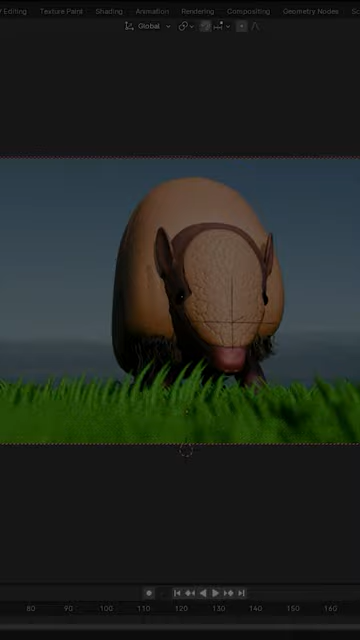 Editing Texture Paint Shading Animation Rendering Compositing Geometry Nodes
Global
80 90 100 110 120 130 140 150 160